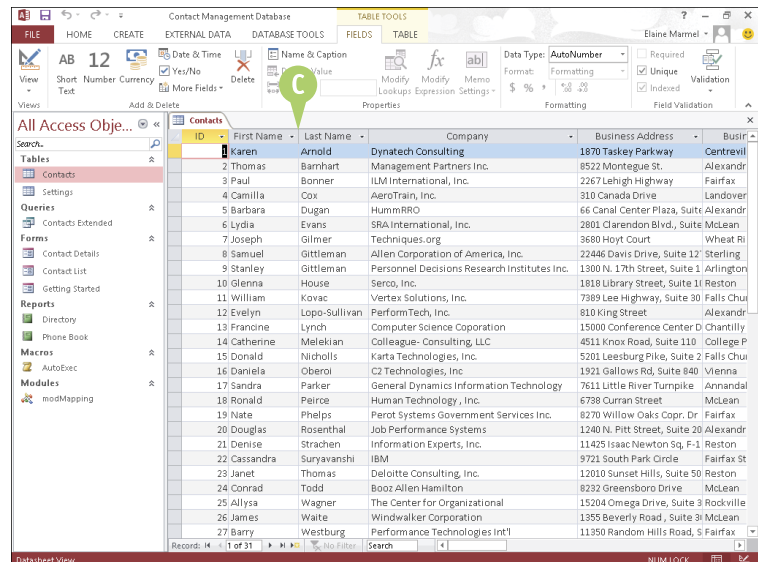 Contact Management Database
TABLE TOOLS
?
FILE HOME CREATE EXTERNAL DATA DATABASE TOOLS FIELDS TABLE
Elaine Marmel
View
Views
AB Short Text
12 Number
Currency
Date & Time
Yes/No
More Fields
Add & Delete
Delete
Name & Caption
Value
Modify Lookups
fx Modify Expression
ab Memo Settings
Properties
Data Type: AutoNumber
Format: Formatting
$ % ,
Formatting
Required
Unique
Indexed
Validation
Field Validation
C
All Access Obje...
Search...
Tables
Contacts
Settings
Queries
Contacts Extended
Forms
Contact Details
Contact List
Getting Started
Reports
Directory
Phone Book
Macros
AutoExec
Modules
modMapping
Contacts
ID First Name Last Name Company Business Address Busir
1 Karen Arnold Dynatech Consulting 1870 Taskey Parkway Centrevil
2 Thomas Barnhart Management Partners Inc. 8522 Montegue St. Alexandr
3 Paul Bonner ILM International, Inc. 2267 Lehigh Highway Fairfax
4 Camilla Cox AeroTrain, Inc. 310 Canada Drive Landover
5 Barbara Dugan HummRRO 66 Canal Center Plaza, Suite Alexandr
6 Lydia Evans SRA International, Inc. 2801 Clarendon Blvd., Suite McLean
7 Joseph Gilmer Techniques.org 3680 Hoyt Court Wheat Ri
8 Samuel Gittleman Allen Corporation of America, Inc. 22446 Davis Drive, Suite 12 Sterling
9 Stanley Gittleman Personnel Decisions Research Institutes Inc. 1300 N. 17th Street, Suite 1 Arlington
10 Glenna House Serco, Inc. 1818 Library Street, Suite 1 Reston
11 William Kovac Vertex Solutions, Inc. 7389 Lee Highway, Suite 30 Falls Chur
12 Evelyn Lopo-Sullivan PerformTech, Inc. 810 King Street Alexandr
13 Francine Lynch Computer Science Coporation 15000 Conference Center D Chantilly
14 Catherine Melekian Colleague- Consulting, LLC 4511 Knox Road, Suite 110 College P
15 Donald Nicholls Karta Technologies, Inc. 5201 Leesburg Pike, Suite 2 Falls Chur
16 Daniela Oberoi C2 Technologies, Inc 1921 Gallows Rd, Suite 840 Vienna
17 Sandra Parker General Dynamics Information Technology 7611 Little River Turnpike Annandal
18 Ronald Peirce Human Technology , Inc. 6738 Curran Street McLean
19 Nate Phelps Perot Systems Government Services Inc. 8270 Willow Oaks Copr. Dr Fairfax
20 Douglas Rosenthal Job Performance Systems 1240 N. Pitt Street, Suite 20 Alexandr
21 Denise Strachen Information Experts, Inc. 11425 Isaac Newton Sq, F-1 Reston
22 Cassandra Suryavanshi IBM 9721 South Park Circle Fairfax St
23 Janet Thomas Deloitte Consulting, Inc. 12010 Sunset Hills, Suite 50 Reston
24 Conrad Todd Booz Allen Hamilton 8232 Greensboro Drive McLean
25 Allysa Wagner The Center for Organizational 15204 Omega Drive, Suite 3 Rockville
26 James Waite Windwalker Corporation 1355 Beverly Road , Suite 3 McLean
27 Barry Westburg Performance Technologies Int'l 11350 Random Hills Road, S Fairfax
Record: 1 of 31 No Filter Search
Datasheet View NUM LOCK